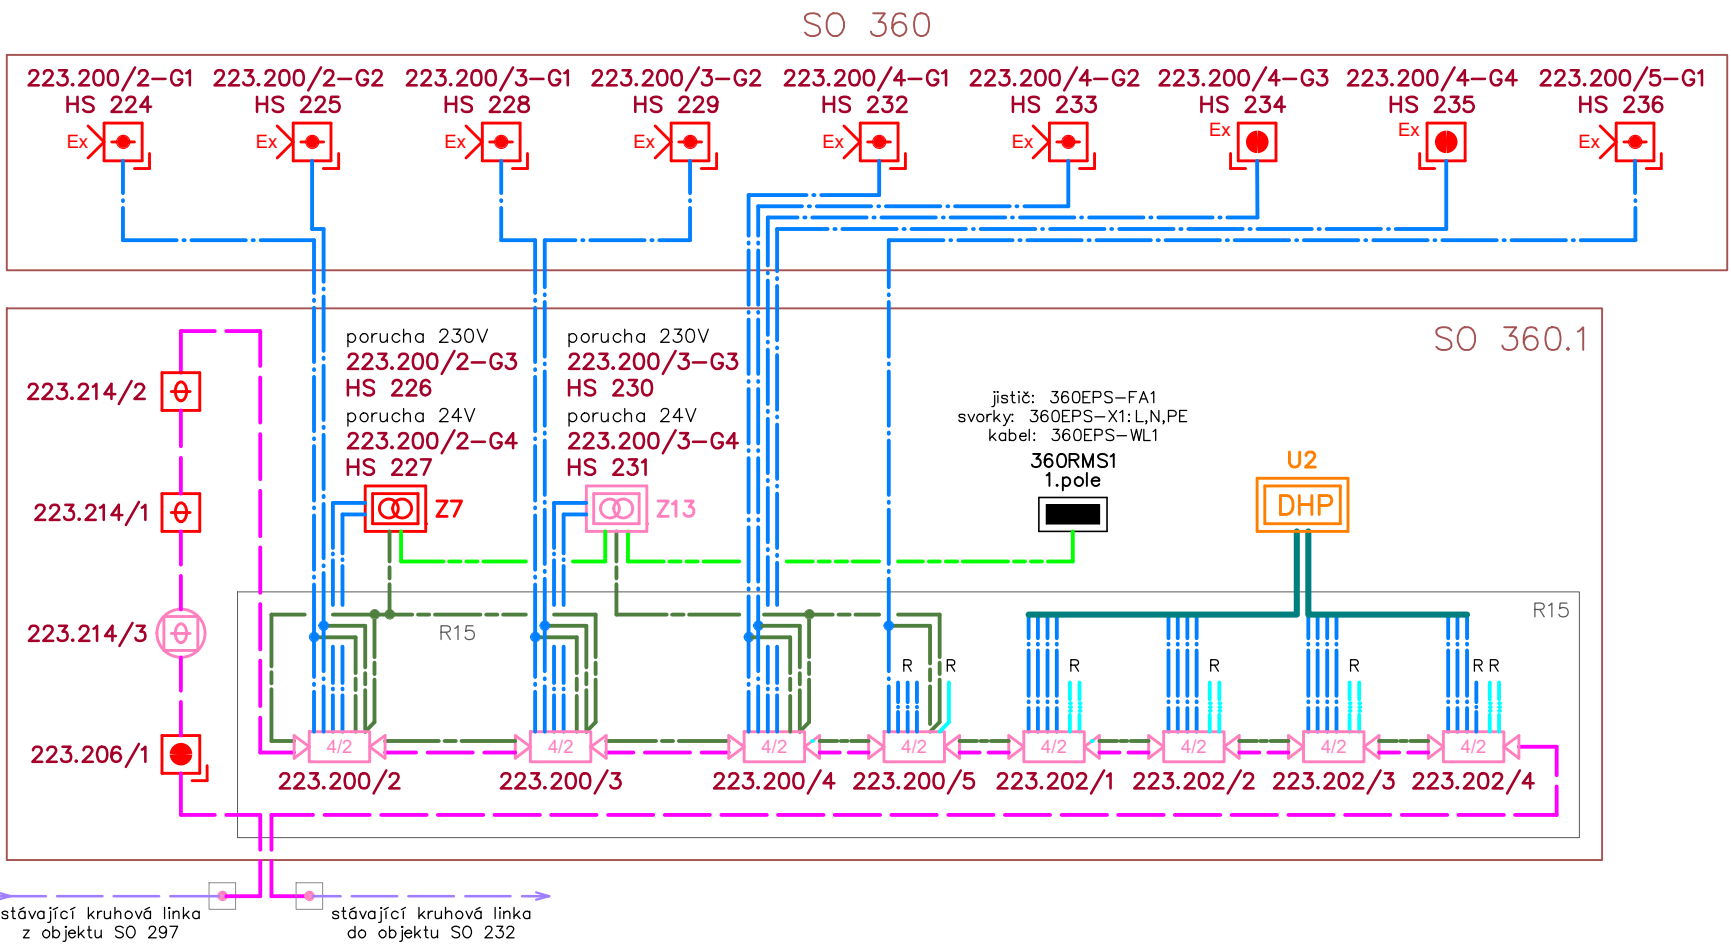 SO 360
223.200/2-G1 223.200/2-G2 223.200/3-G1 223.200/3-G2 223.200/4-G1 223.200/4-G2 223.200/4-G3 223.200/4-G4 223.200/5-G1
HS 224 HS 225 HS 228 HS 229 HS 232 HS 233 HS 234 HS 235 HS 236
Ex Ex Ex Ex Ex Ex Ex Ex Ex
SO 360.1
porucha 230V
223.200/2-G3
HS 226
porucha 24V
223.200/2-G4
HS 227
porucha 230V
223.200/3-G3
HS 230
porucha 24V
223.200/3-G4
HS 231
223.214/2
223.214/1
223.214/3
223.206/1
Z7
Z13
jistič: 360EPS-FA1
svorky: 360EPS-X1:L,N,PE
kabel: 360EPS-WL1
360RMS1
1.pole
U2
DHP
R15
R15
R R R R R R R
4/2 4/2 4/2 4/2 4/2 4/2 4/2 4/2
223.200/2 223.200/3 223.200/4 223.200/5 223.202/1 223.202/2 223.202/3 223.202/4
stávající kruhová linka
z objektu SO 297
stávající kruhová linka
do objektu SO 232